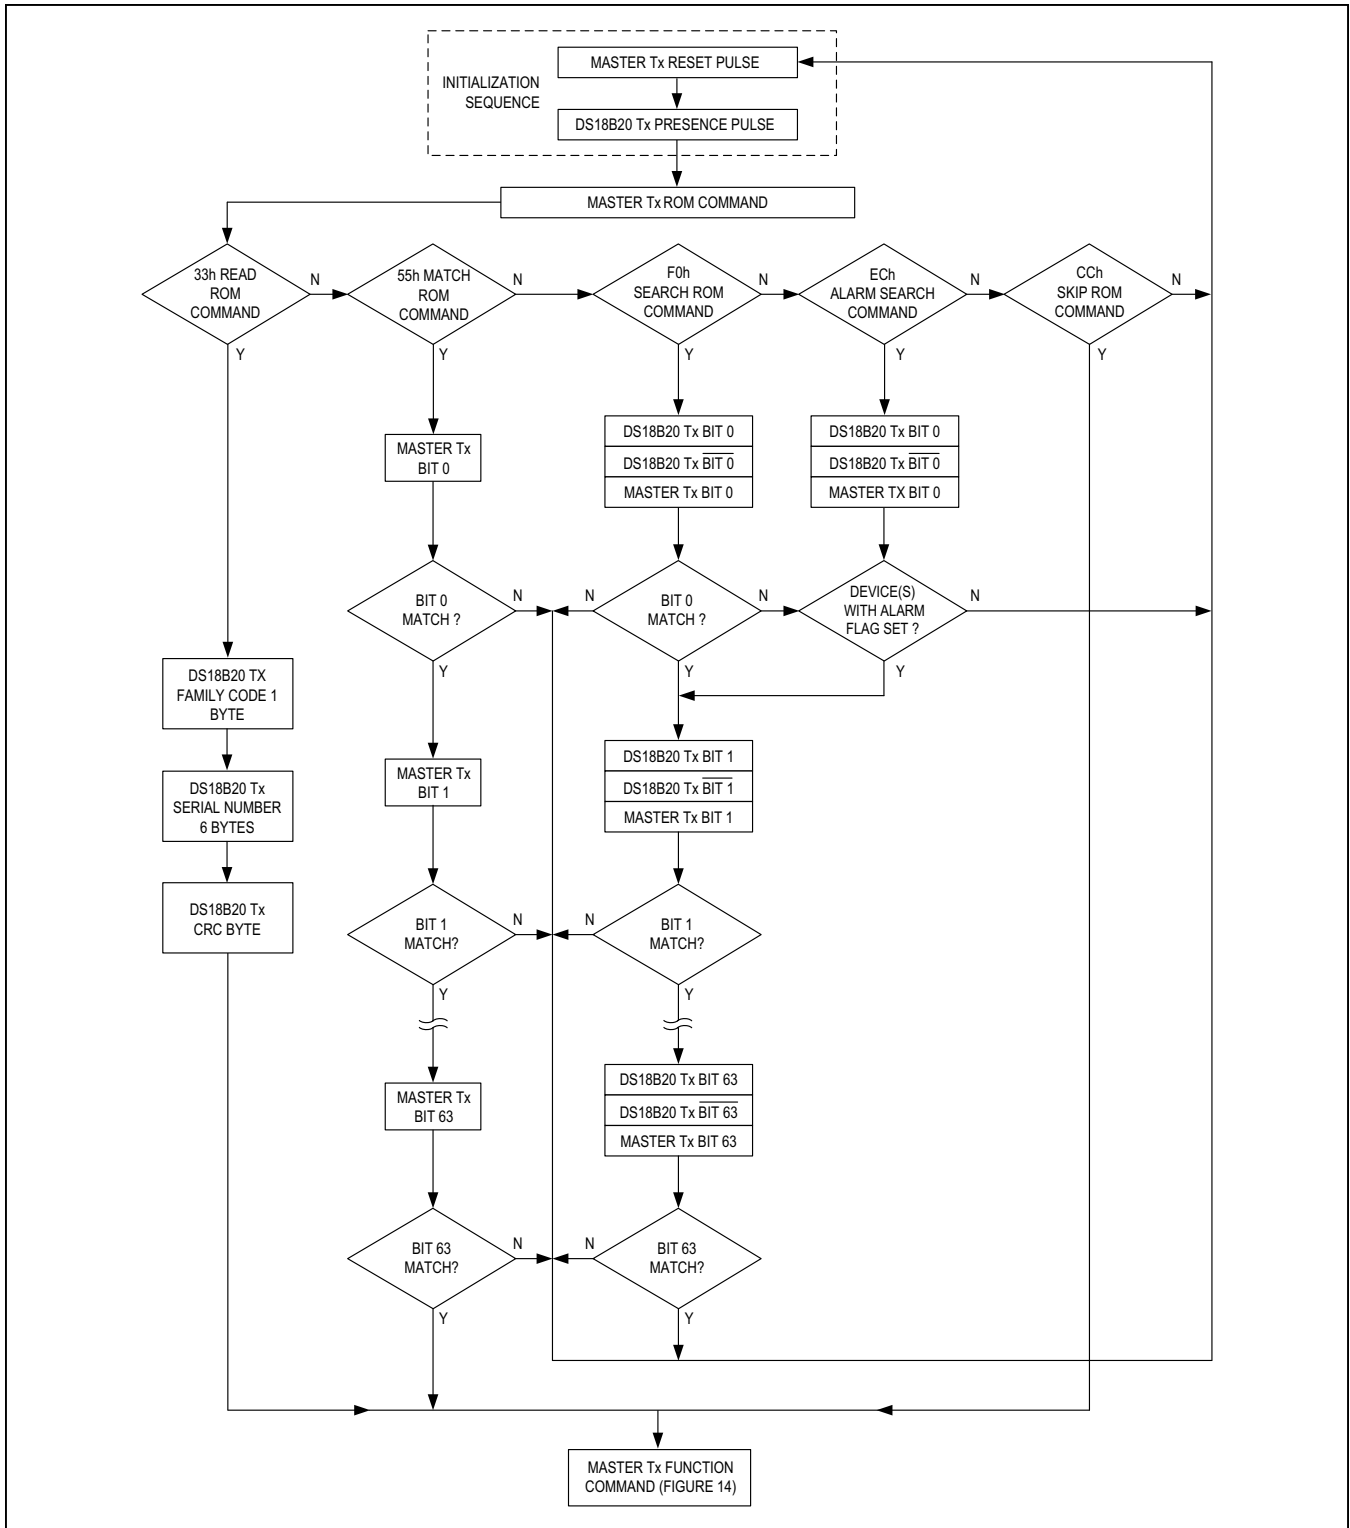 MASTER Tx RESET PULSE
INITIALIZATION
SEQUENCE
DS18B20 Tx PRESENCE PULSE
MASTER Tx ROM COMMAND
33h READ
ROM
COMMAND
N
Y
55h MATCH
ROM
COMMAND
N
Y
F0h
SEARCH ROM
COMMAND
N
Y
ECh
ALARM SEARCH
COMMAND
N
Y
CCh
SKIP ROM
COMMAND
N
Y
MASTER Tx
BIT 0
DS18B20 Tx BIT 0
DS18B20 Tx B̅I̅T̅ ̅0̅
MASTER Tx BIT 0
DS18B20 Tx BIT 0
DS18B20 Tx B̅I̅T̅ ̅0̅
MASTER TX BIT 0
BIT 0
MATCH ?
N
Y
N
BIT 0
MATCH ?
N
Y
DEVICE(S)
WITH ALARM
FLAG SET ?
N
Y
DS18B20 TX
FAMILY CODE 1
BYTE
DS18B20 Tx
SERIAL NUMBER
6 BYTES
DS18B20 Tx
CRC BYTE
MASTER Tx
BIT 1
DS18B20 Tx BIT 1
DS18B20 Tx B̅I̅T̅ ̅1̅
MASTER Tx BIT 1
BIT 1
MATCH?
N
Y
N
BIT 1
MATCH?
Y
MASTER Tx
BIT 63
DS18B20 Tx BIT 63
DS18B20 Tx B̅I̅T̅ ̅6̅3̅
MASTER Tx BIT 63
BIT 63
MATCH?
N
Y
N
BIT 63
MATCH?
Y
MASTER Tx FUNCTION
COMMAND (FIGURE 14)